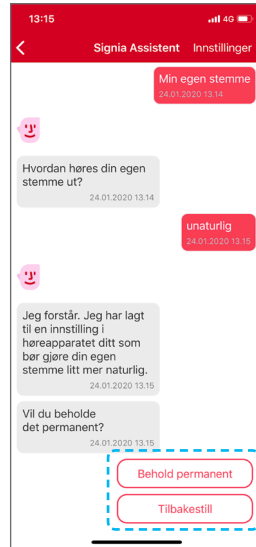 13:15
4G
Signia Assistent Innstillinger
Min egen stemme
24.01.2020 13.14
Hvordan høres din egen
stemme ut?
24.01.2020 13.14
unaturlig
24.01.2020 13.15
Jeg forstår. Jeg har lagt
til en innstilling i
høreapparatet ditt som
bør gjøre din egen
stemme litt mer naturlig.
24.01.2020 13.15
Vil du beholde
det permanent?
24.01.2020 13.15
Behold permanent
Tilbakestill